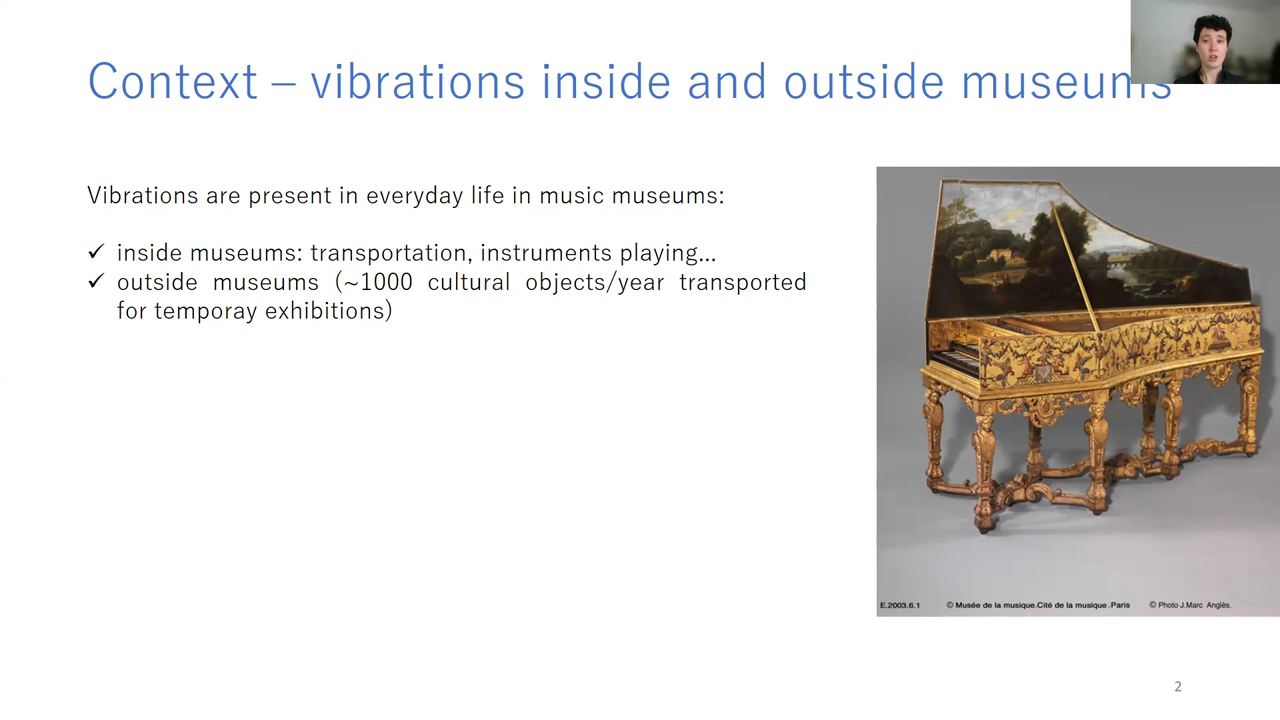 Context – vibrations inside and outside museums
Vibrations are present in everyday life in music museums:
✓ inside museums: transportation, instruments playing...
✓ outside museums (~1000 cultural objects/year transported
for temporay exhibitions)
E.2003.6.1 © Musée de la musique.Cité de la musique .Paris © Photo J.Marc Anglès.
2